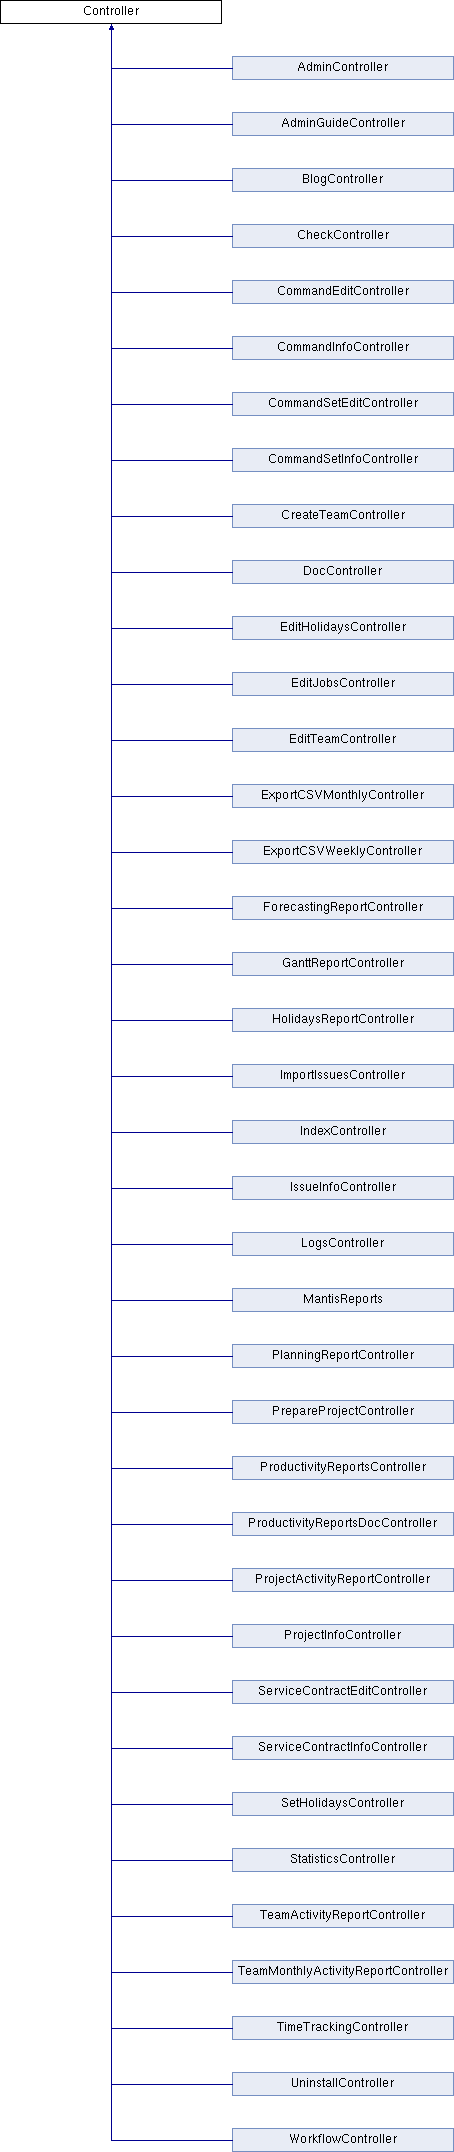 Controller
AdminController
AdminGuideController
BlogController
CheckController
CommandEditController
CommandInfoController
CommandSetEditController
CommandSetInfoController
CreateTeamController
DocController
EditHolidaysController
EditJobsController
EditTeamController
ExportCSVMonthlyController
ExportCSVWeeklyController
ForecastingReportController
GanttReportController
HolidaysReportController
ImportIssuesController
IndexController
IssueInfoController
LogsController
MantisReports
PlanningReportController
PrepareProjectController
ProductivityReportsController
ProductivityReportsDocController
ProjectActivityReportController
ProjectInfoController
ServiceContractEditController
ServiceContractInfoController
SetHolidaysController
StatisticsController
TeamActivityReportController
TeamMonthlyActivityReportController
TimeTrackingController
UninstallController
WorkflowController